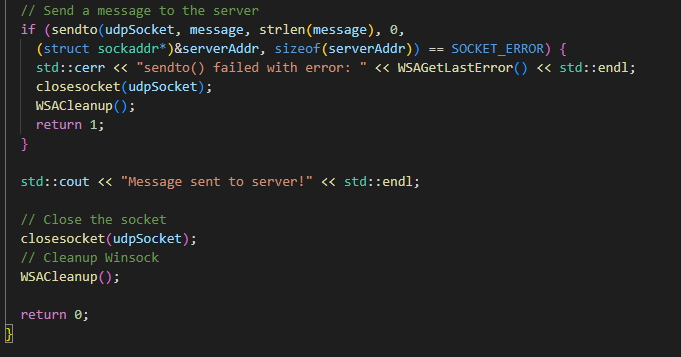 // Send a message to the server
if (sendto(udpSocket, message, strlen(message), 0,
(struct sockaddr*)&serverAddr, sizeof(serverAddr)) == SOCKET_ERROR) {
std::cerr << "sendto() failed with error: " << WSAGetLastError() << std::endl;
closesocket(udpSocket);
WSACleanup();
return 1;
}
std::cout << "Message sent to server!" << std::endl;
// Close the socket
closesocket(udpSocket);
// Cleanup Winsock
WSACleanup();
return 0;
}